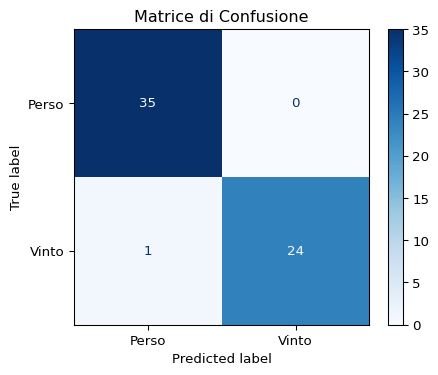 Matrice di Confusione
True label
Perso
35
0
Vinto
1
24
Perso
Vinto
Predicted label
35
30
25
20
15
10
5
0